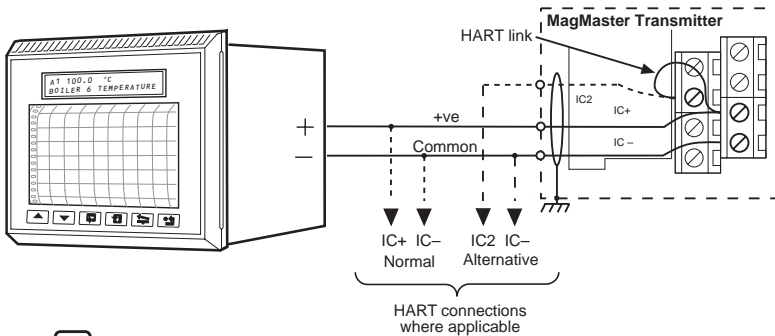 MagMaster Transmitter
HART link
A1 100.0 °C
BOILER 6 TEMPERATURE
IC2
+ +ve IC+
– Common IC –
IC+ IC– IC2 IC–
Normal Alternative
HART connections
where applicable